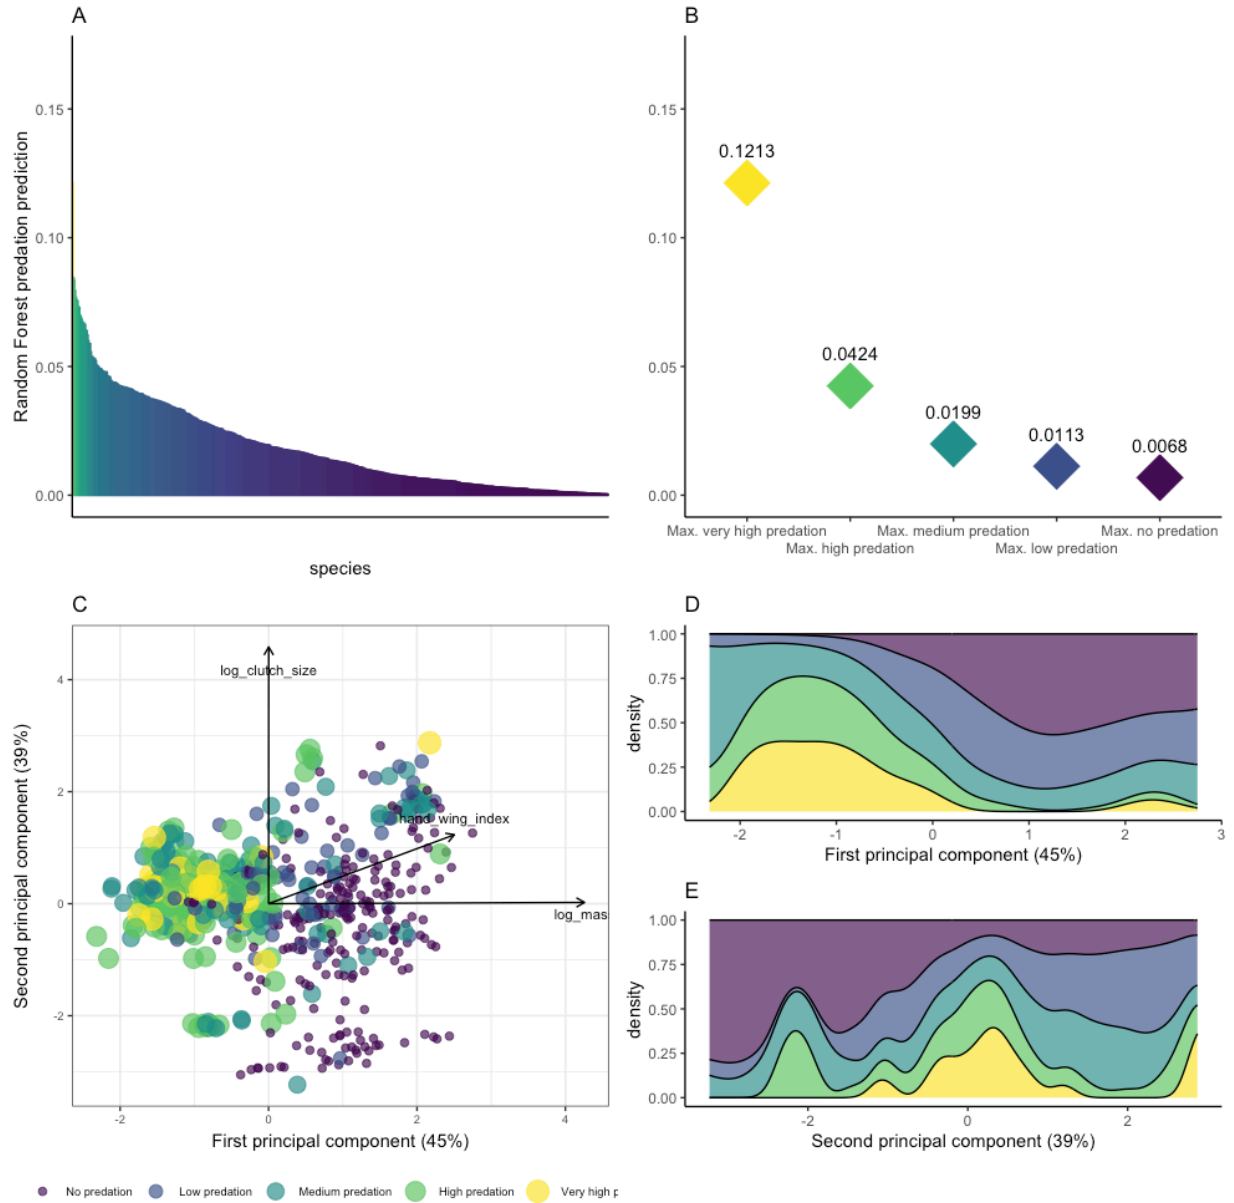 A
B
Random Forest predation prediction
0.15
0.10
0.05
0.00
species
0.15
0.10
0.05
0.00
0.1213
0.0424
0.0199
0.0113
0.0068
Max. very high predation
Max. high predation
Max. medium predation
Max. low predation
Max. no predation
C
Second principal component (39%)
4
2
0
-2
log_clutch_size
hand_wing_index
log_mas
-2
0
2
4
First principal component (45%)
D
density
1.00
0.75
0.50
0.25
0.00
-2
-1
0
1
2
3
First principal component (45%)
E
density
1.00
0.75
0.50
0.25
0.00
-2
0
2
Second principal component (39%)
No predation
Low predation
Medium predation
High predation
Very high p